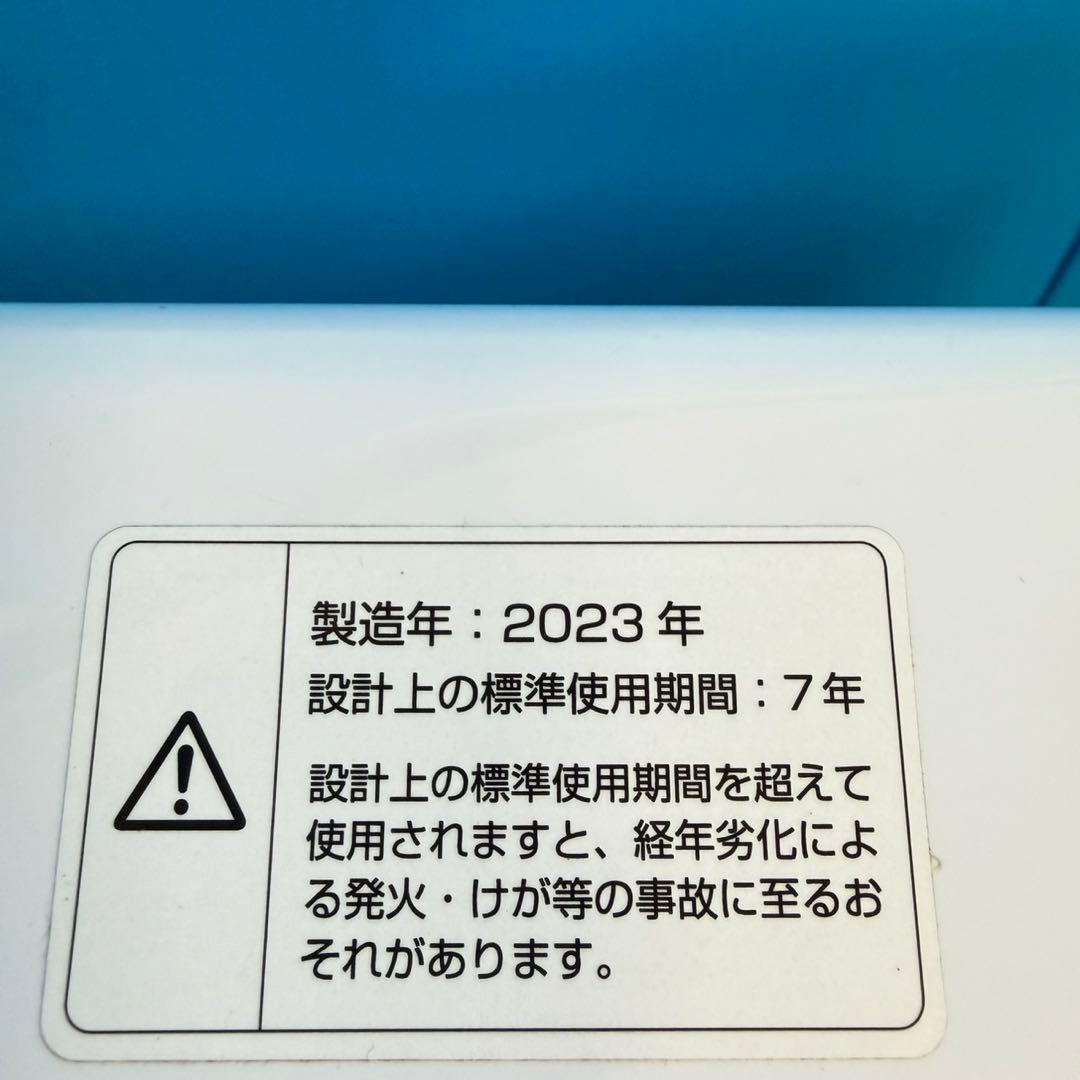 製造年：2023年
設計上の標準使用期間：7年
設計上の標準使用期間を超えて
使用されますと、経年劣化によ
る発火・けが等の事故に至るお
それがあります。